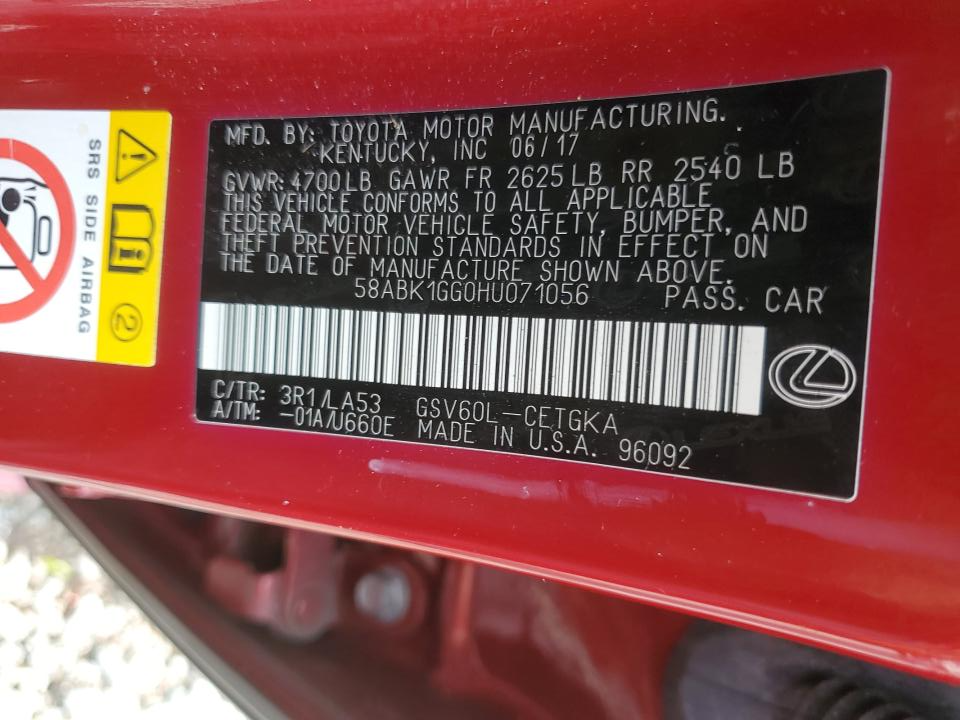 MFD. BY: TOYOTA MOTOR MANUFACTURING.
KENTUCKY, INC 06/17
GVWR:4700LB GAWR FR 2625LB RR 2540 LB
THIS VEHICLE CONFORMS TO ALL APPLICABLE
FEDERAL MOTOR VEHICLE SAFETY, BUMPER, AND
THEFT PREVENTION STANDARDS IN EFFECT ON
THE DATE OF MANUFACTURE SHOWN ABOVE.
58ABK1GG0HU071056 PASS. CAR
C/TR: 3R1/LA53 GSV60L-CETGKA
A/TM: -01A/U660E MADE IN U.S.A. 96092
SRS SIDE AIRBAG
2